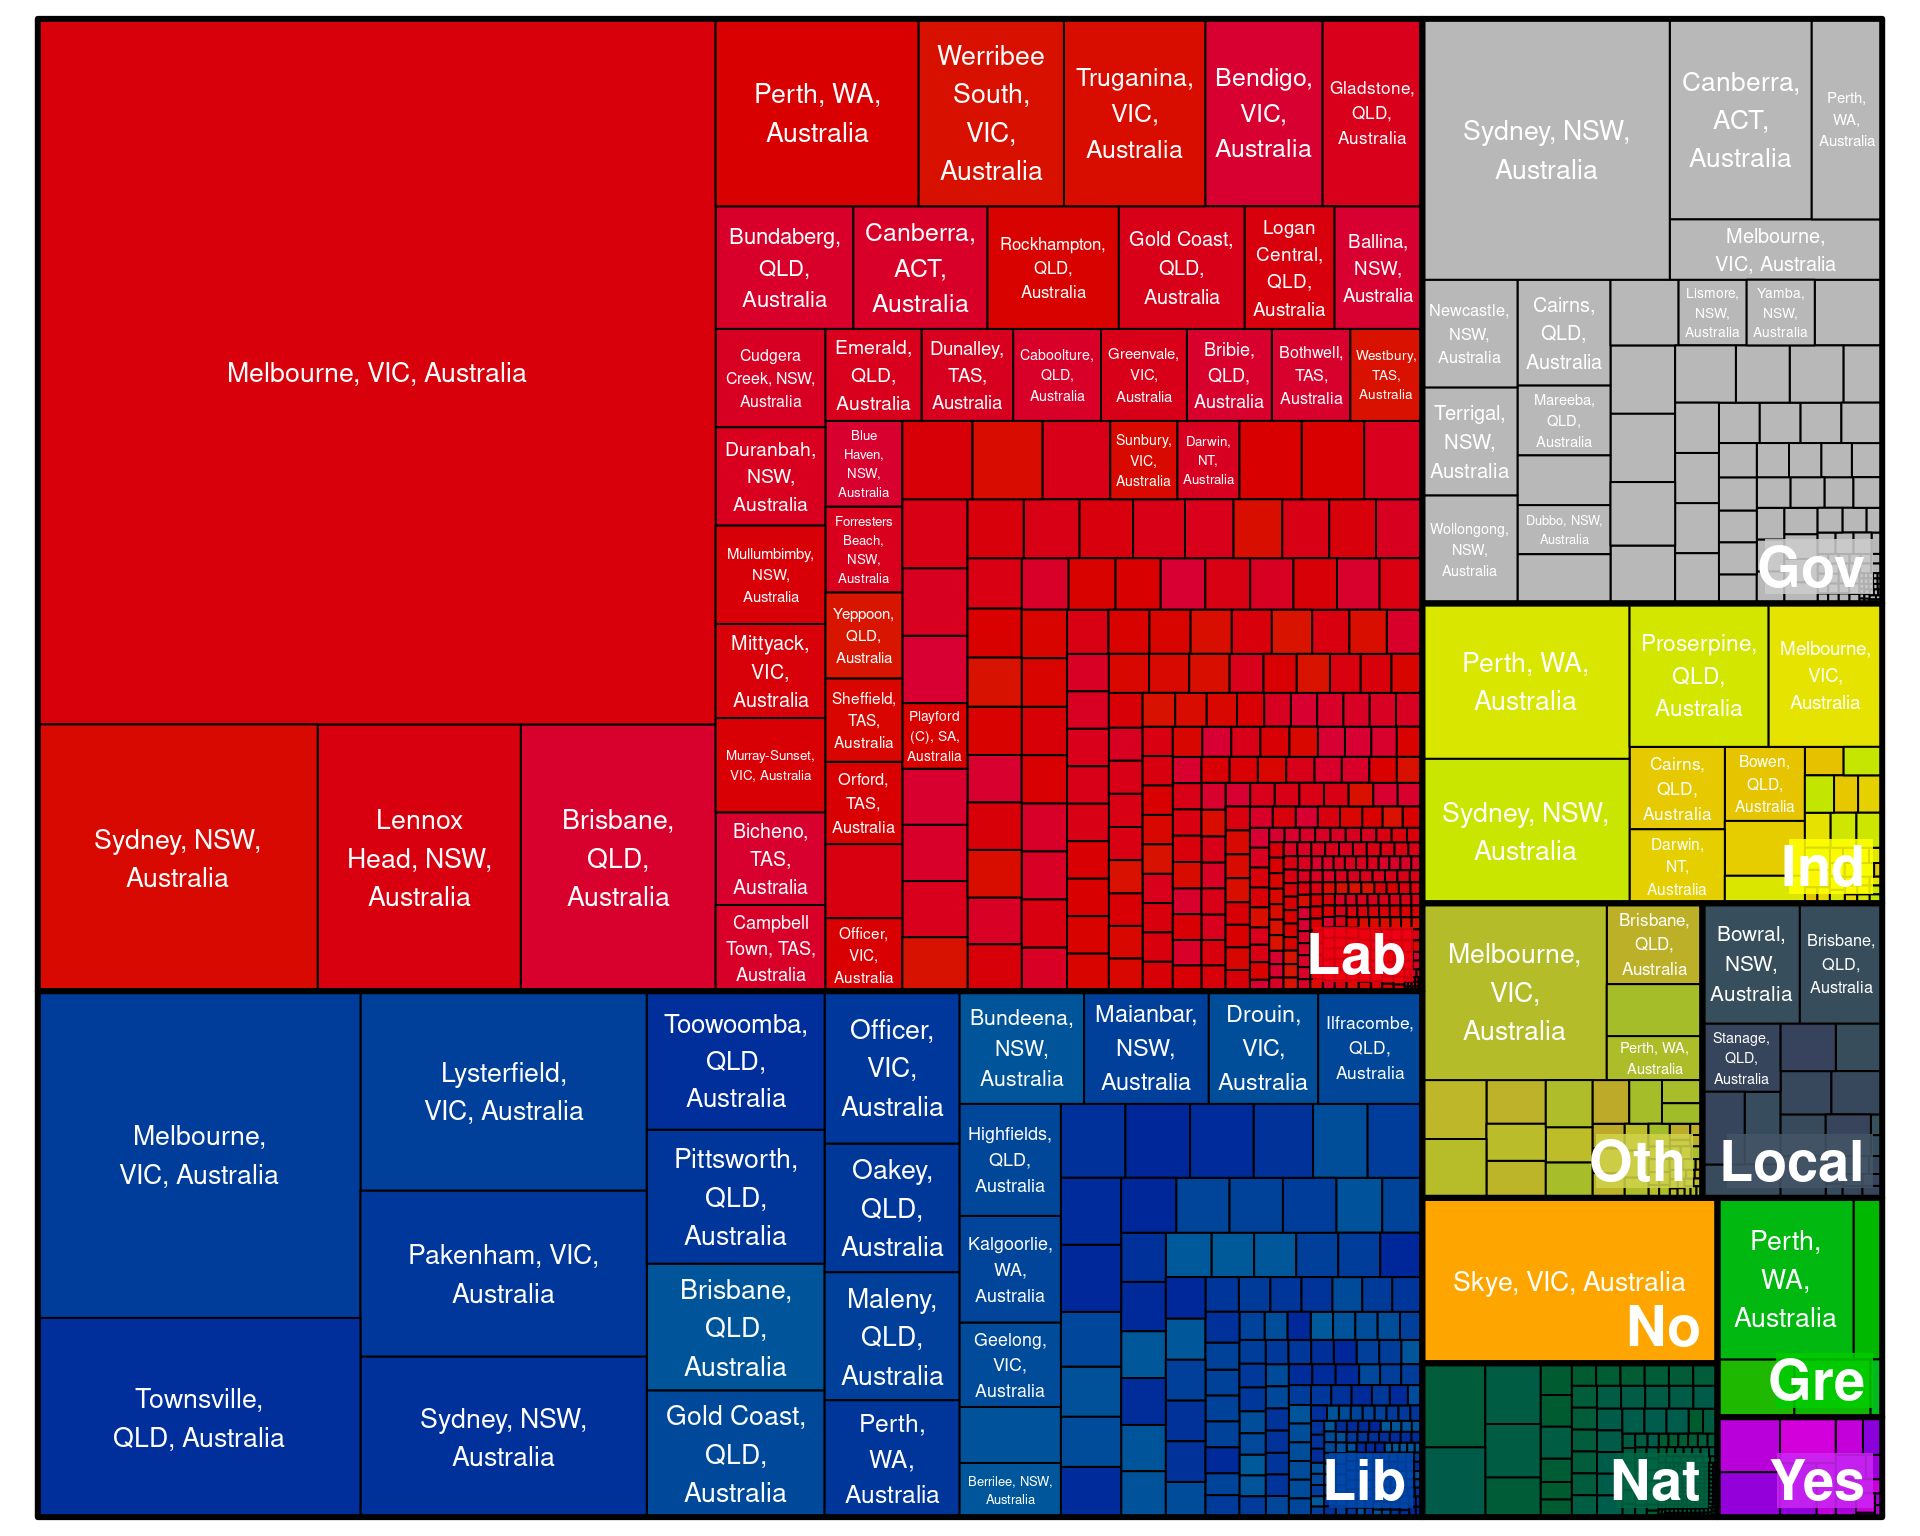 Melbourne, VIC, Australia
Sydney, NSW,
Australia
Lennox
Head, NSW,
Australia
Brisbane,
QLD,
Australia
Perth, WA,
Australia
Werribee
South,
VIC,
Australia
Truganina,
VIC,
Australia
Bendigo,
VIC,
Australia
Gladstone,
QLD,
Australia
Bundaberg,
QLD,
Australia
Canberra,
ACT,
Australia
Rockhampton,
QLD,
Australia
Gold Coast,
QLD,
Australia
Logan
Central,
QLD,
Australia
Ballina,
NSW,
Australia
Cudgera
Creek, NSW,
Australia
Emerald,
QLD,
Australia
Dunalley,
TAS,
Australia
Caboolture,
QLD,
Australia
Greenvale,
VIC,
Australia
Bribie,
QLD,
Australia
Bothwell,
TAS,
Australia
Westbury,
TAS,
Australia
Duranbah,
NSW,
Australia
Blue
Haven,
NSW,
Australia
Sunbury,
VIC,
Australia
Darwin,
NT,
Australia
Mullumbimby,
NSW,
Australia
Forresters
Beach,
NSW,
Australia
Mittyack,
VIC,
Australia
Yeppoon,
QLD,
Australia
Sheffield,
TAS,
Australia
Playford
(C), SA,
Australia
Murray-Sunset,
VIC, Australia
Orford,
TAS,
Australia
Bicheno,
TAS,
Australia
Campbell
Town, TAS,
Australia
Officer,
VIC,
Australia
Lab
Melbourne,
VIC, Australia
Townsville,
QLD, Australia
Lysterfield,
VIC, Australia
Pakenham, VIC,
Australia
Sydney, NSW,
Australia
Toowoomba,
QLD,
Australia
Pittsworth,
QLD,
Australia
Brisbane,
QLD,
Australia
Gold Coast,
QLD,
Australia
Officer,
VIC,
Australia
Oakey,
QLD,
Australia
Maleny,
QLD,
Australia
Perth,
WA,
Australia
Bundeena,
NSW,
Australia
Maianbar,
NSW,
Australia
Drouin,
VIC,
Australia
Ilfracombe,
QLD,
Australia
Highfields,
QLD,
Australia
Kalgoorlie,
WA,
Australia
Geelong,
VIC,
Australia
Berrilee, NSW,
Australia
Lib
Sydney, NSW,
Australia
Canberra,
ACT,
Australia
Perth,
WA,
Australia
Melbourne,
VIC, Australia
Newcastle,
NSW,
Australia
Cairns,
QLD,
Australia
Lismore,
NSW,
Australia
Yamba,
NSW,
Australia
Terrigal,
NSW,
Australia
Mareeba,
QLD,
Australia
Wollongong,
NSW,
Australia
Dubbo, NSW,
Australia
Gov
Perth, WA,
Australia
Proserpine,
QLD,
Australia
Melbourne,
VIC,
Australia
Sydney, NSW,
Australia
Cairns,
QLD,
Australia
Bowen,
QLD,
Australia
Darwin,
NT,
Australia
Ind
Melbourne,
VIC,
Australia
Brisbane,
QLD,
Australia
Perth, WA,
Australia
Oth
Bowral,
NSW,
Australia
Brisbane,
QLD,
Australia
Stanage,
QLD,
Australia
Local
Skye, VIC, Australia
No
Perth,
WA,
Australia
Gre
Nat
Yes